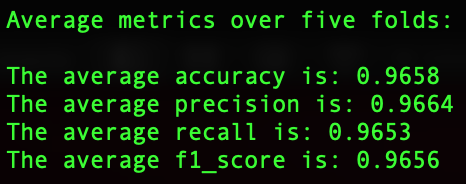 Average metrics over five folds:
The average accuracy is: 0.9658
The average precision is: 0.9664
The average recall is: 0.9653
The average f1_score is: 0.9656